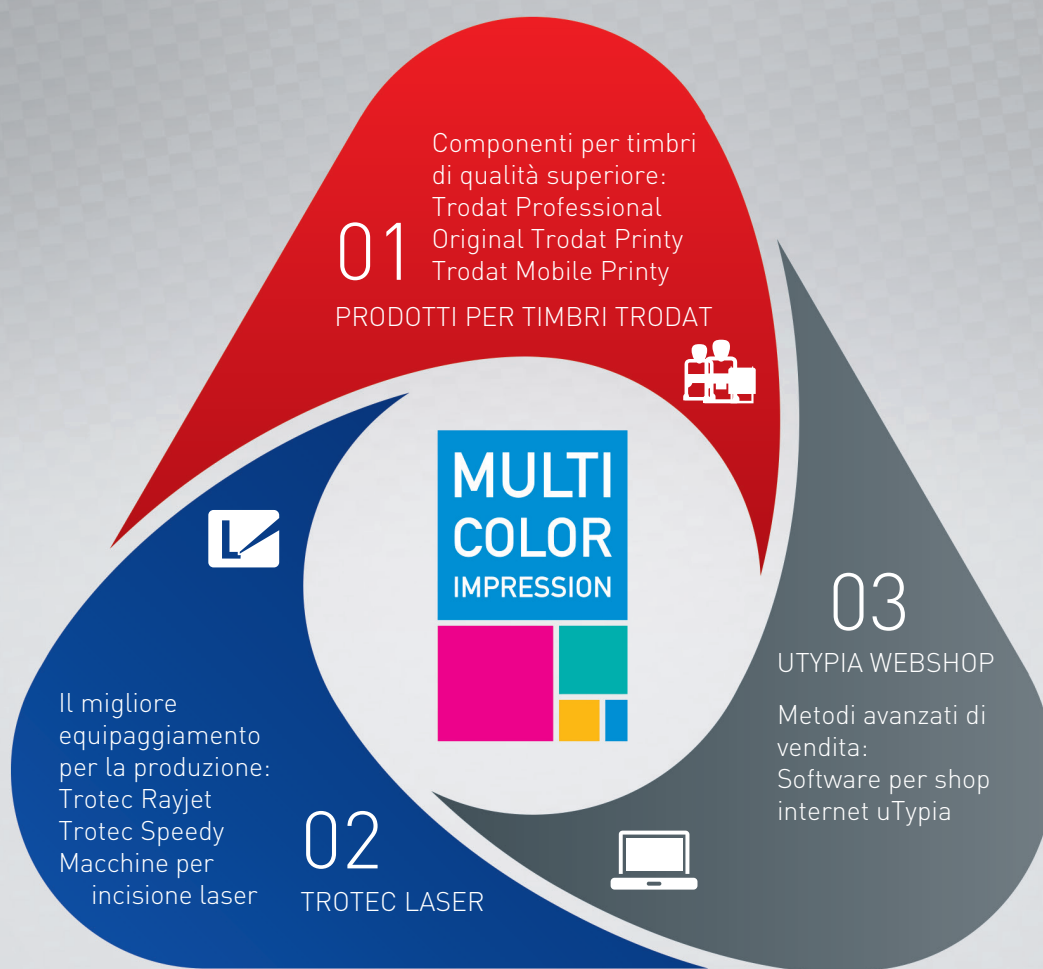 Componenti per timbri
di qualità superiore:
Trodat Professional
Original Trodat Printy
Trodat Mobile Printy
01
PRODOTTI PER TIMBRI TRODAT
MULTI
COLOR
IMPRESSION
L
Il migliore
equipaggiamento
per la produzione:
Trotec Rayjet
Trotec Speedy
Macchine per
incisione laser
02
TROTEC LASER
03
UTYPIA WEBSHOP
Metodi avanzati di
vendita:
Software per shop
internet uTypia